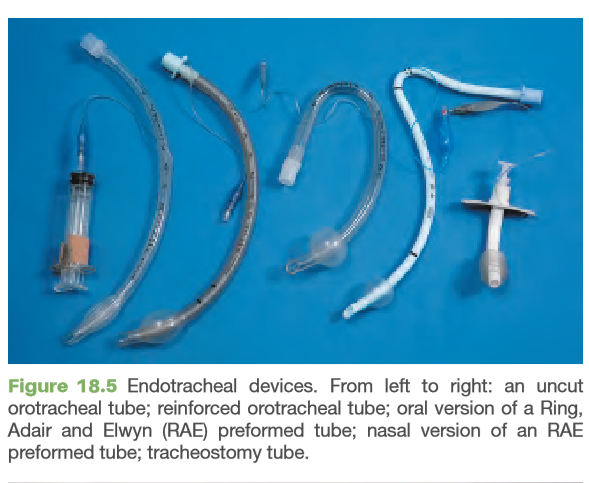 Figure 18.5 Endotracheal devices. From left to right: an uncut
orotracheal tube; reinforced orotracheal tube; oral version of a Ring,
Adair and Elwyn (RAE) preformed tube; nasal version of an RAE
preformed tube; tracheostomy tube.